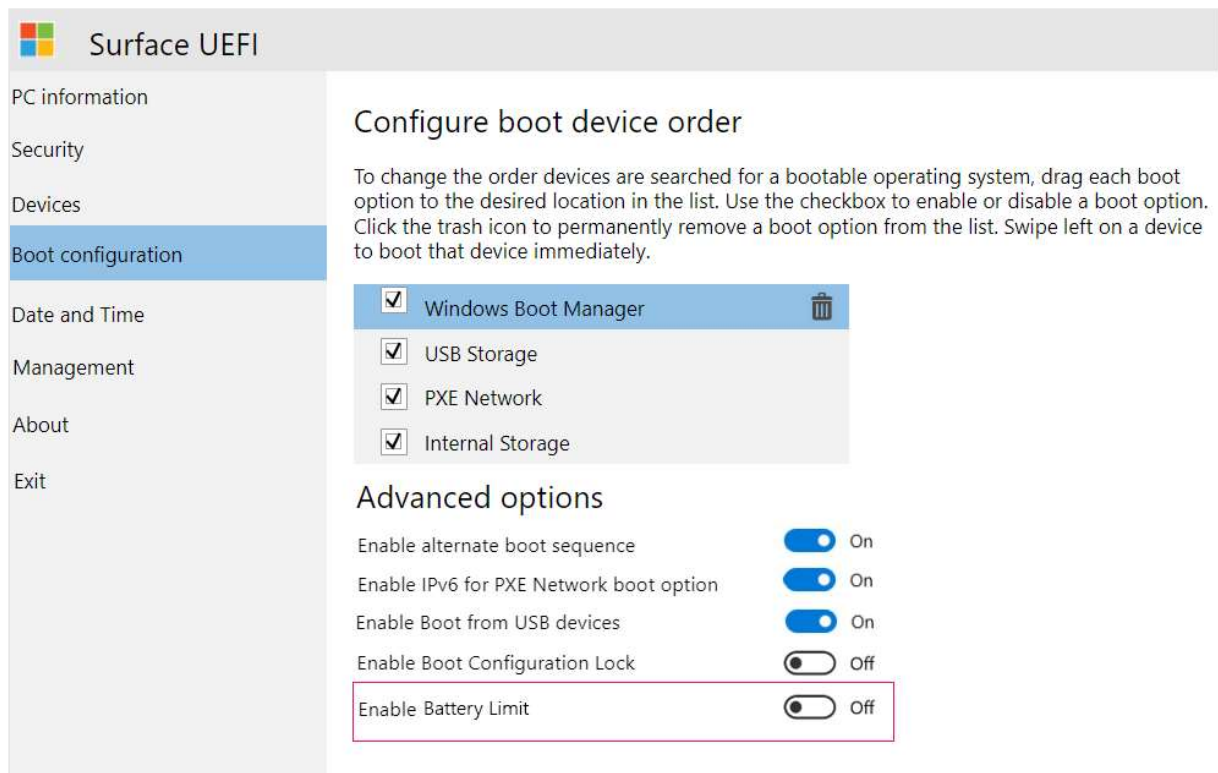 Surface UEFI
PC information
Security
Devices
Boot configuration
Date and Time
Management
About
Exit
Configure boot device order
To change the order devices are searched for a bootable operating system, drag each boot
option to the desired location in the list. Use the checkbox to enable or disable a boot option.
Click the trash icon to permanently remove a boot option from the list. Swipe left on a device
to boot that device immediately.
Windows Boot Manager
USB Storage
PXE Network
Internal Storage
Advanced options
Enable alternate boot sequence On
Enable IPv6 for PXE Network boot option On
Enable Boot from USB devices On
Enable Boot Configuration Lock Off
Enable Battery Limit Off